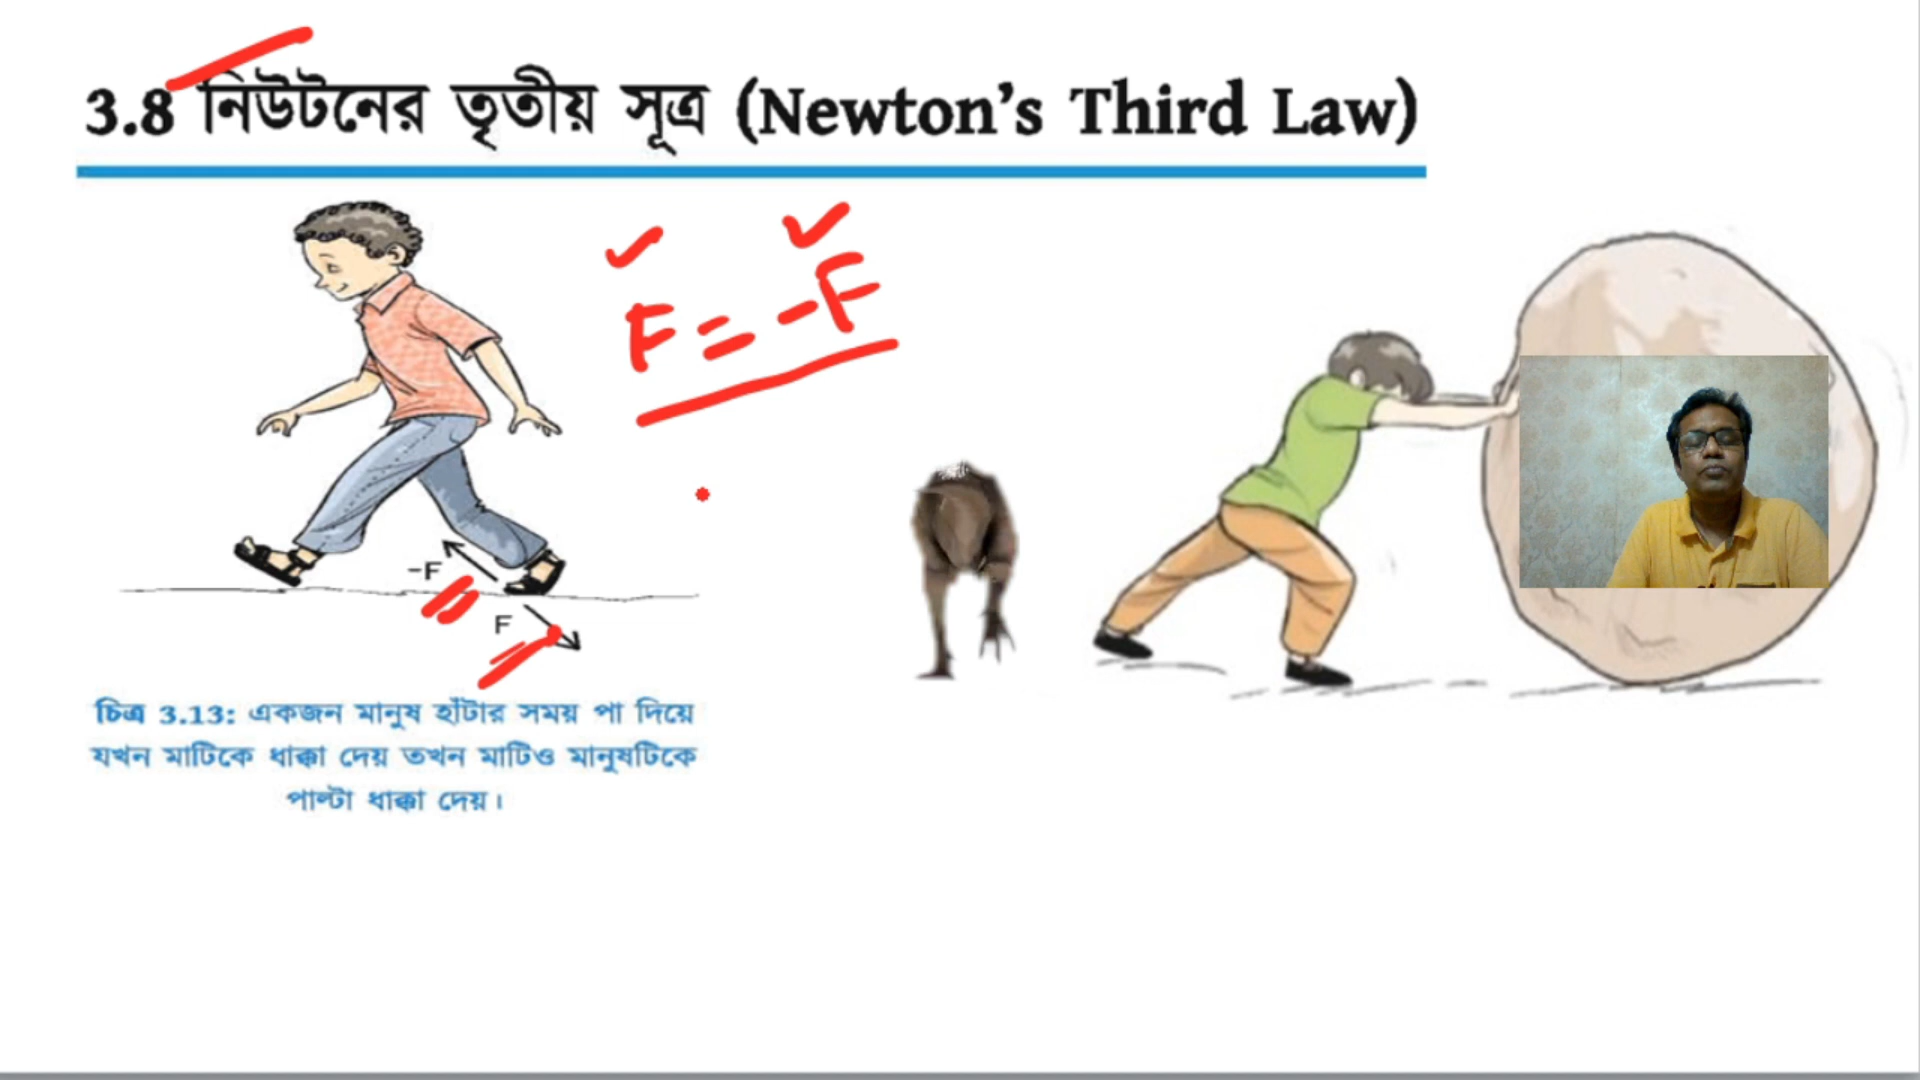 3.8 নিউটনের তৃতীয় সূত্র (Newton’s Third Law)
F = -F
-F
F
চিত্র 3.13: একজন মানুষ হাঁটার সময় পা দিয়ে
যখন মাটিকে ধাক্কা দেয় তখন মাটিও মানুষটিকে
পাল্টা ধাক্কা দেয়।